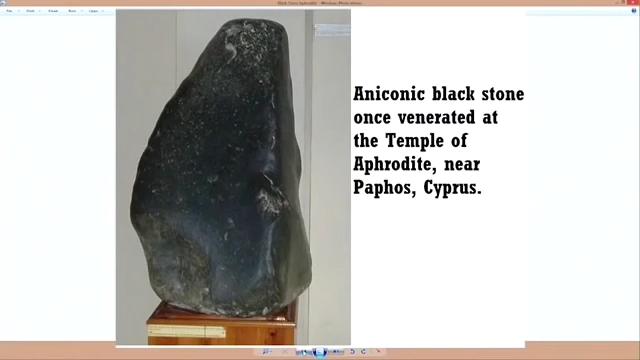 Aniconic black stone
once venerated at
the Temple of
Aphrodite, near
Paphos, Cyprus.